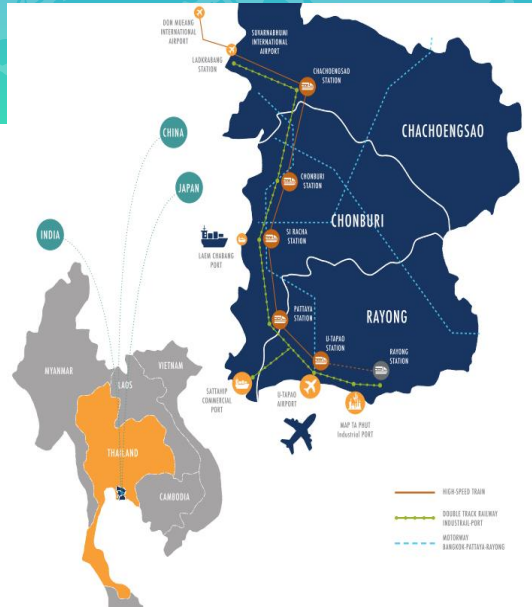 DON MUEANG
INTERNATIONAL
AIRPORT
SUVARNABHUMI
INTERNATIONAL
AIRPORT
LADKRABANG
STATION
CHACHOENGSAO
STATION
CHACHOENGSAO
CHINA
JAPAN
INDIA
CHONBURI
STATION
CHONBURI
SI RACHA
STATION
LAEM CHABANG
PORT
PATTAYA
STATION
RAYONG
U-TAPAO
STATION
RAYONG
STATION
SATTAHIP
COMMERCIAL
PORT
U-TAPAO
AIRPORT
MAP TA PHUT
Industrial PORT
MYANMAR
LAOS
VIETNAM
THAILAND
CAMBODIA
HIGH-SPEED TRAIN
DOUBLE TRACK RAILWAY
INDUSTRAIL-PORT
MOTORWAY
BANGKOK-PATTAYA-RAYONG